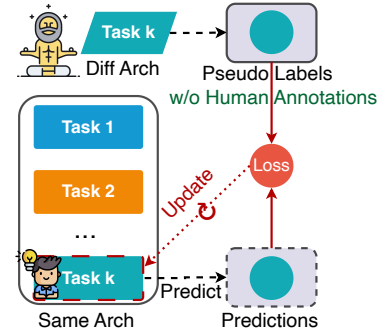 Task k
Diff Arch
Pseudo Labels
w/o Human Annotations
Task 1
Task 2
...
Task k
Same Arch
Update
Loss
Predict
Predictions